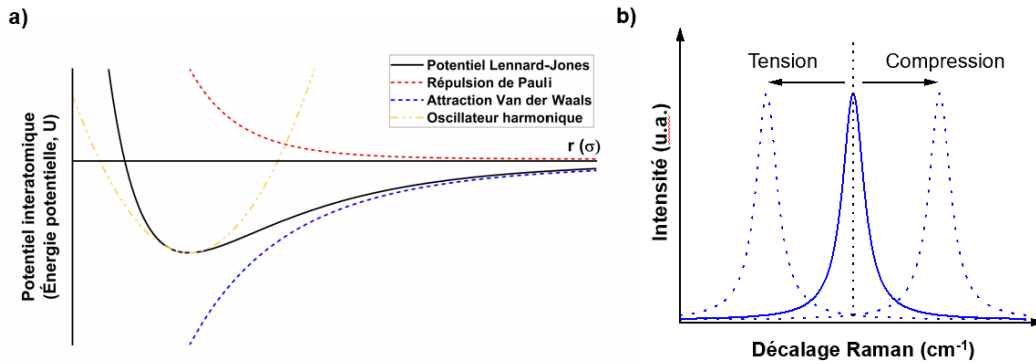 a)
Potentiel interatomique
(Énergie potentielle, U)
Potentiel Lennard-Jones
Répulsion de Pauli
Attraction Van der Waals
Oscillateur harmonique
r (σ)
b)
Intensité (u.a.)
Tension
Compression
Décalage Raman (cm⁻¹)